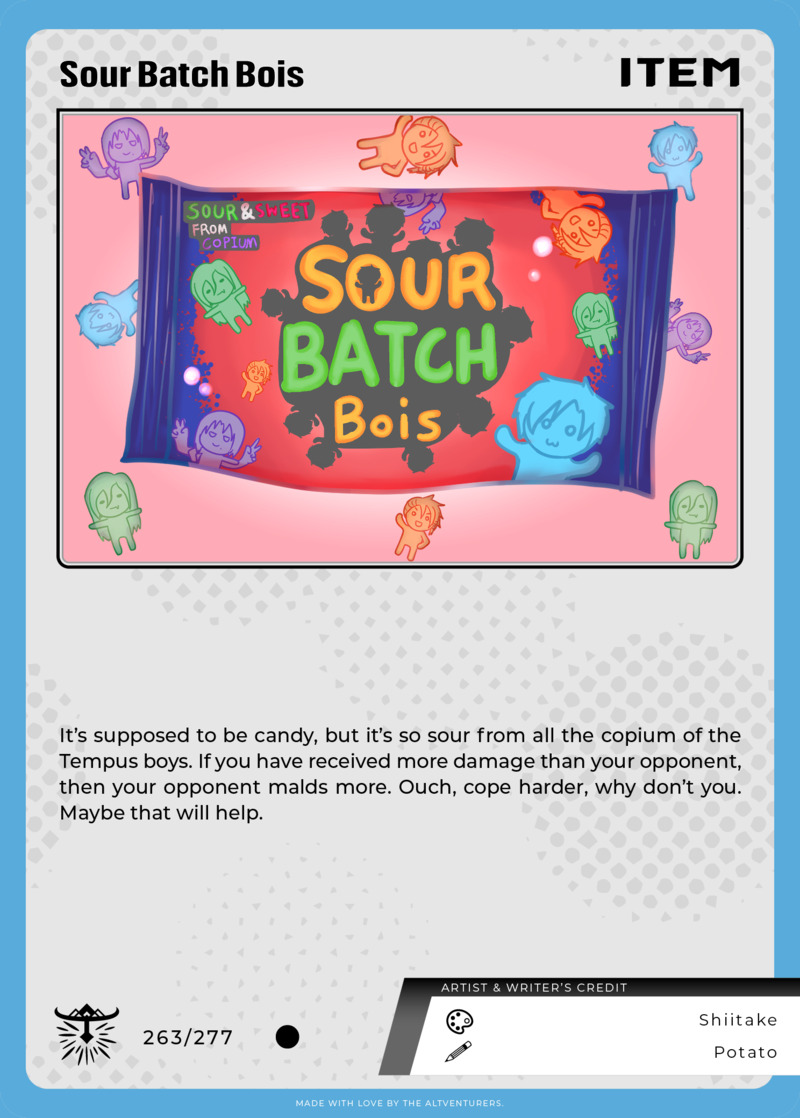 Sour Batch Bois
ITEM
SOUR & SWEET
FROM
COPIUM
SOUR
BATCH
Bois
It's supposed to be candy, but it's so sour from all the copium of the
Tempus boys. If you have received more damage than your opponent,
then your opponent malds more. Ouch, cope harder, why don't you.
Maybe that will help.
ARTIST & WRITER'S CREDIT
Shiitake
263/277
Potato
MADE WITH LOVE BY THE ALTVENTURERS.